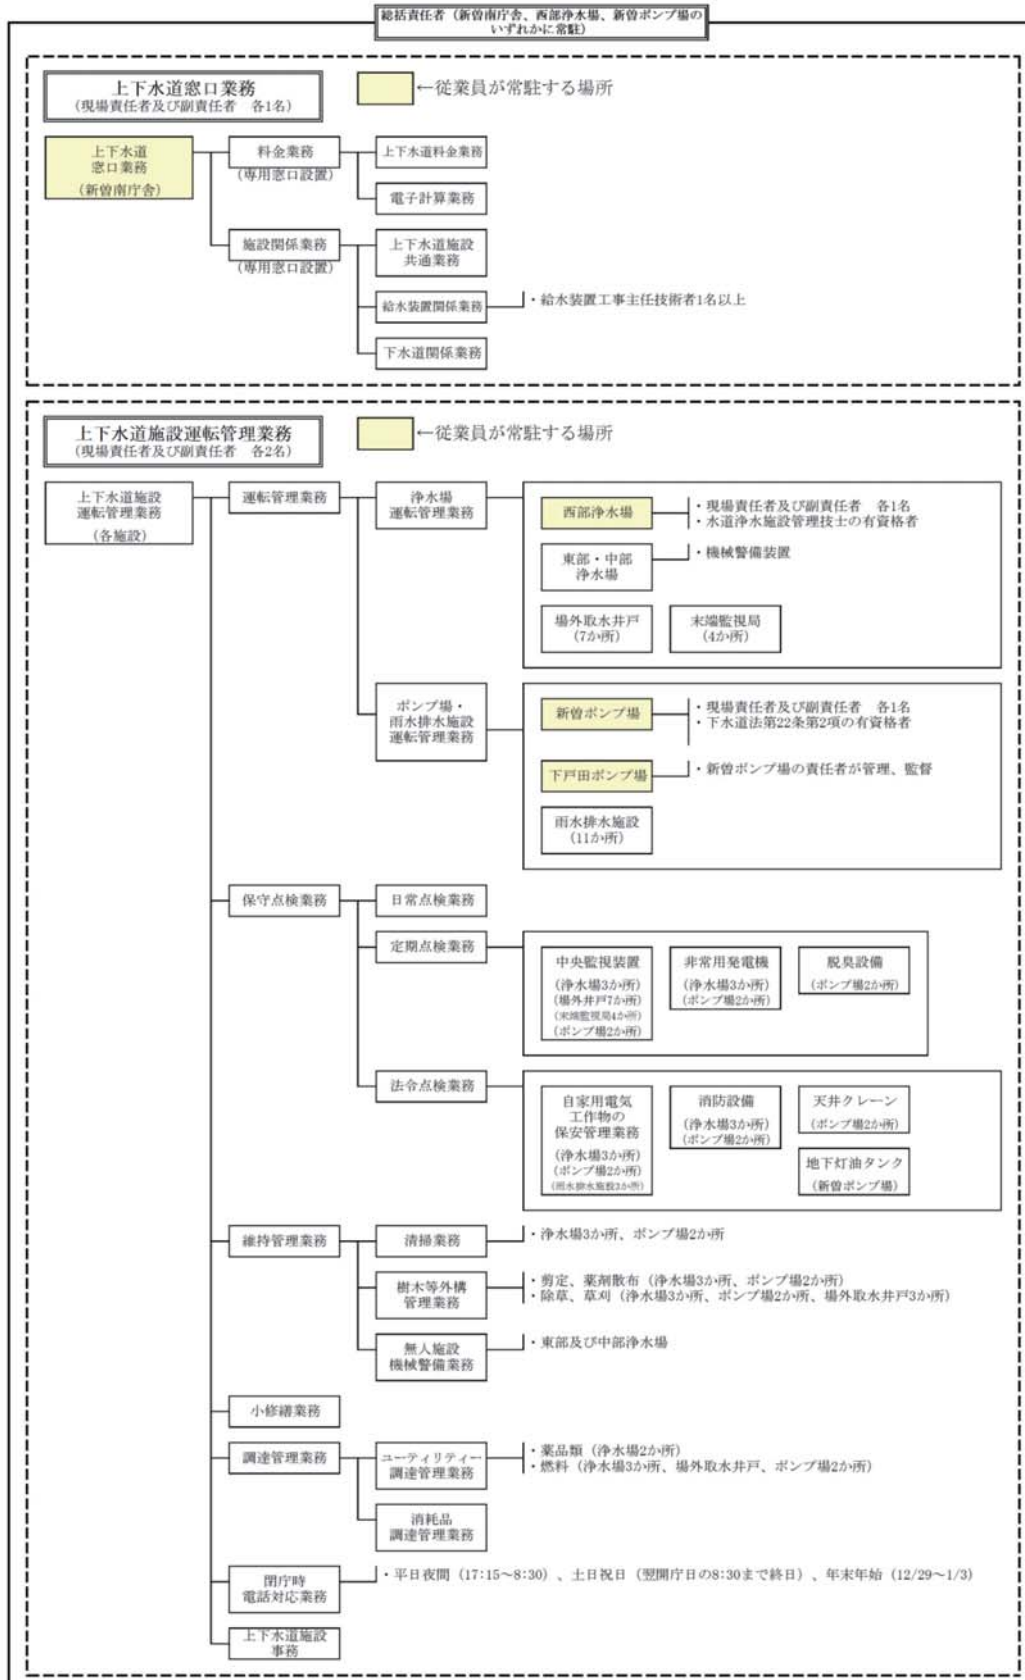 総括責任者（新曽南庁舎、西部浄水場、新曽ポンプ場の
いずれかに常駐）
上下水道窓口業務
（現場責任者及び副責任者　各1名）
←従業員が常駐する場所
上下水道
窓口業務
（新曽南庁舎）
料金業務
（専用窓口設置）
上下水道料金業務
電子計算業務
施設関係業務
（専用窓口設置）
上下水道施設
共通業務
給水装置関係業務
・給水装置工事主任技術者1名以上
下水道関係業務
上下水道施設運転管理業務
（現場責任者及び副責任者　各2名）
←従業員が常駐する場所
上下水道施設
運転管理業務
（各施設）
運転管理業務
浄水場
運転管理業務
西部浄水場
・現場責任者及び副責任者　各1名
・水道浄水施設管理技士の有資格者
東部・中部
浄水場
・機械警備装置
場外取水井戸
（7か所）
末端監視局
（4か所）
ポンプ場・
雨水排水施設
運転管理業務
新曽ポンプ場
・現場責任者及び副責任者　各1名
・下水道法第22条第2項の有資格者
下戸田ポンプ場
・新曽ポンプ場の責任者が管理、監督
雨水排水施設
（11か所）
保守点検業務
日常点検業務
定期点検業務
中央監視装置
（浄水場3か所）
（場外井戸7か所）
（末端監視局4か所）
（ポンプ場2か所）
非常用発電機
（浄水場3か所）
（ポンプ場2か所）
脱臭設備
（ポンプ場2か所）
法令点検業務
自家用電気
工作物の
保安管理業務
（浄水場3か所）
（ポンプ場2か所）
消防設備
（浄水場3か所）
（ポンプ場2か所）
天井クレーン
（ポンプ場2か所）
地下灯油タンク
（新曽ポンプ場）
維持管理業務
清掃業務
・浄水場3か所、ポンプ場2か所
樹木等外構
管理業務
・剪定、薬剤散布（浄水場3か所、ポンプ場2か所）
・除草、草刈（浄水場3か所、ポンプ場2か所、場外取水井戸3か所）
無人施設
機械警備業務
・東部及び中部浄水場
小修繕業務
調達管理業務
ユーティリティー
調達管理業務
・薬品類（浄水場2か所）
・燃料（浄水場3か所、場外取水井戸、ポンプ場2か所）
消耗品
調達管理業務
閉庁時
電話対応業務
・平日夜間（17:15～8:30）、土日祝日（翌開庁日の8:30まで終日）、年末年始（12/29～1/3）
上下水道施設
事務